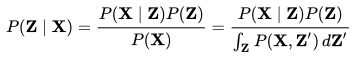 P(Z | X) = P(X | Z)P(Z) / P(X) = P(X | Z)P(Z) / ∫_Z P(X, Z′) dZ′